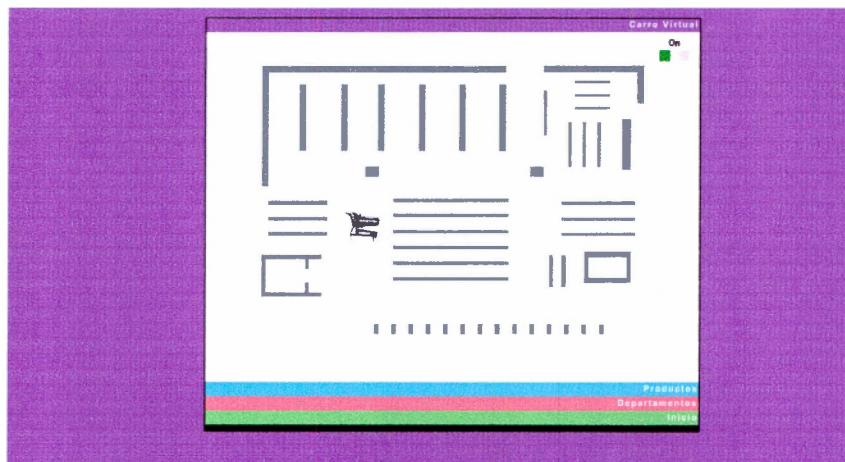 Carro Virtual
On
Productos
Departamentos
Inicio